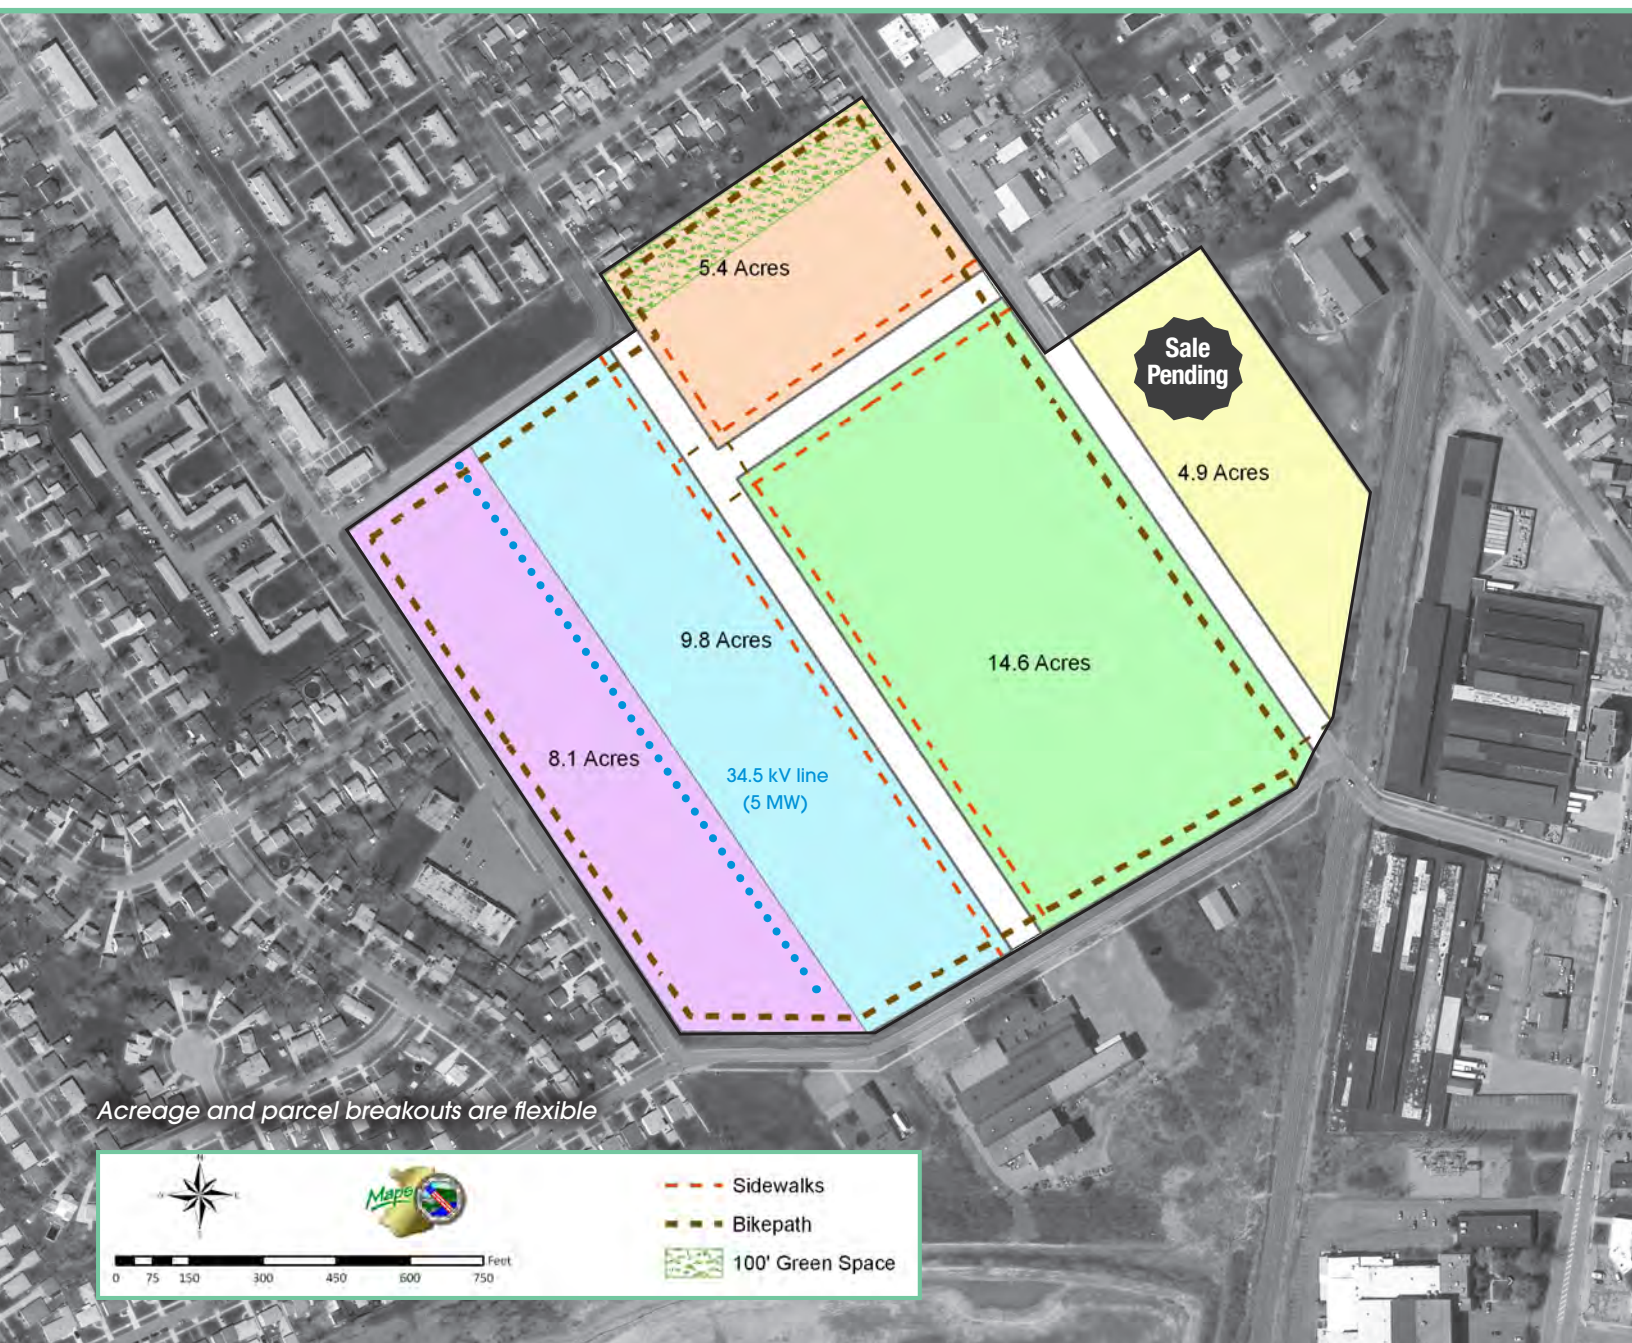 5.4 Acres
Sale
Pending
4.9 Acres
9.8 Acres
14.6 Acres
8.1 Acres
34.5 kV line
(5 MW)
Acreage and parcel breakouts are flexible
N
W
E
S
Maps
Sidewalks
Bikepath
100' Green Space
Feet
0 75 150 300 450 600 750